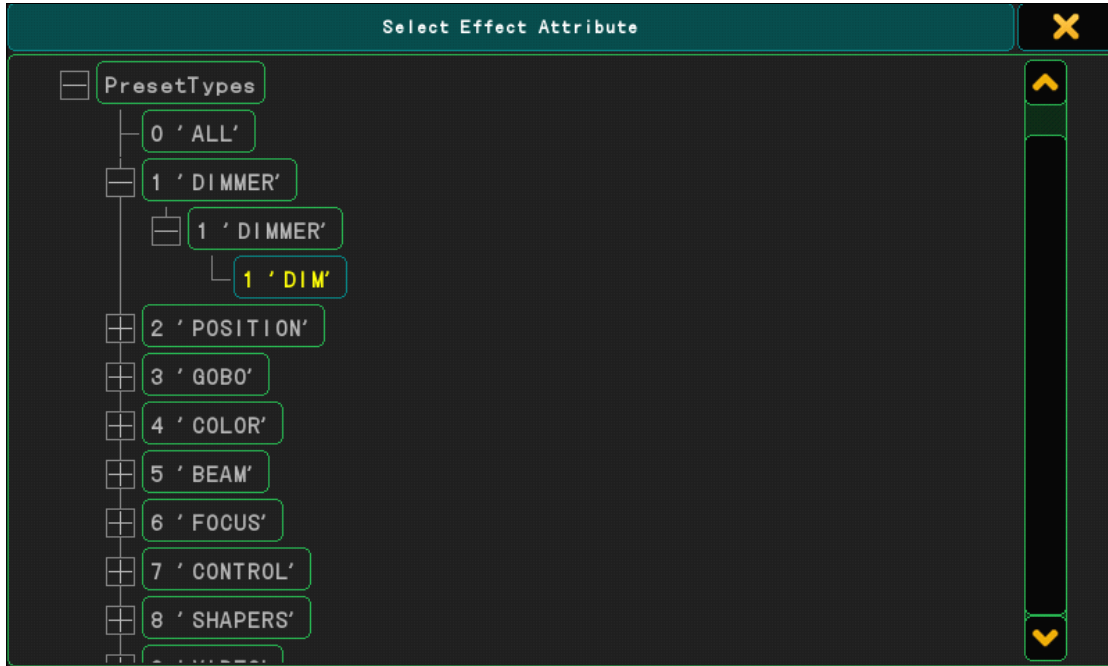 Select Effect Attribute
PresetTypes
0 'ALL'
1 'DIMMER'
1 'DIMMER'
1 'DIM'
2 'POSITION'
3 'GOBO'
4 'COLOR'
5 'BEAM'
6 'FOCUS'
7 'CONTROL'
8 'SHAPERS'